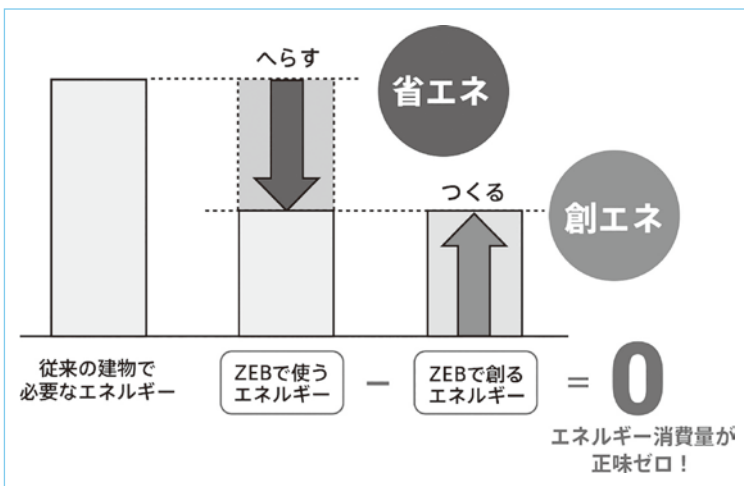 へらす
省エネ
つくる
創エネ
従来の建物で
必要なエネルギー
ZEBで使う
エネルギー
−
ZEBで創る
エネルギー
= 0
エネルギー消費量が
正味ゼロ！